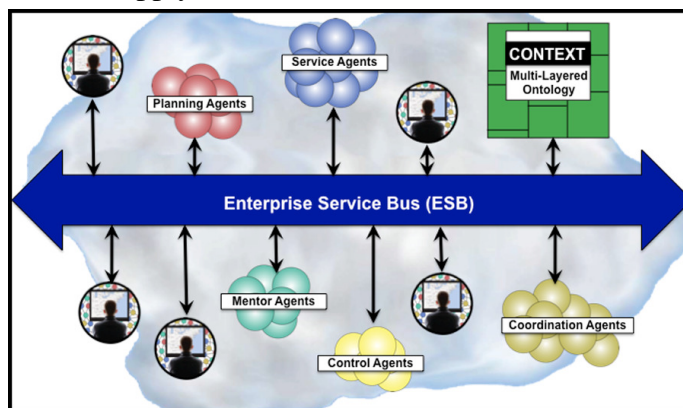 Service Agents
CONTEXT
Multi-Layered
Ontology
Planning Agents
Enterprise Service Bus (ESB)
Mentor Agents
Coordination Agents
Control Agents